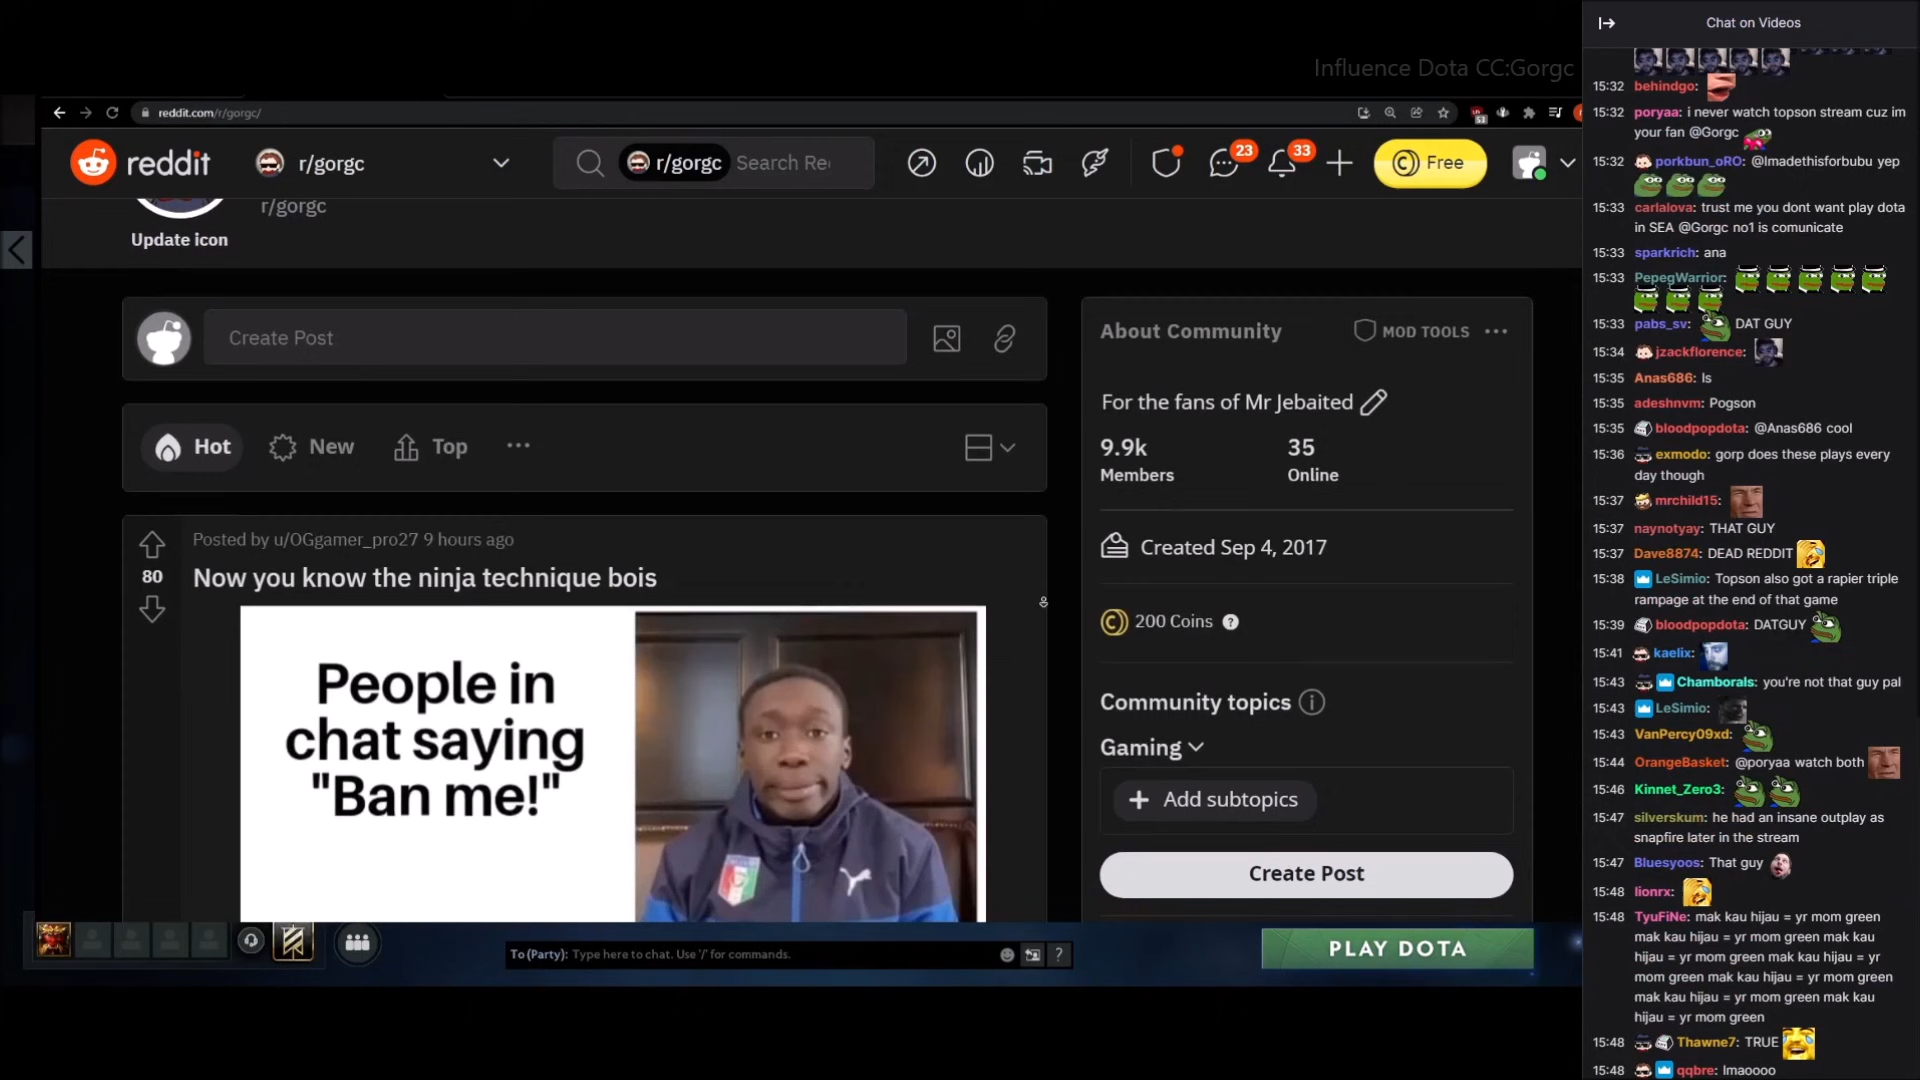 Influence Dota CC:Gorgc
reddit.com/r/gorgc/
reddit
r/gorgc
r/gorgc
Search Re
23
33
Free
r/gorgc
Update icon
Create Post
Hot
New
Top
Posted by u/OGgamer_pro27 9 hours ago
80
Now you know the ninja technique bois
People in
chat saying
"Ban me!"
About Community
MOD TOOLS
For the fans of Mr Jebaited
9.9k
35
Members
Online
Created Sep 4, 2017
200 Coins
Community topics
Gaming
Add subtopics
Create Post
To (Party): Type here to chat. Use '/' for commands.
PLAY DOTA
Chat on Videos
15:32 behindgo:
15:32 poryaa: i never watch topson stream cuz im
your fan @Gorgc
15:32 porkbun_oRO: @Imadethisforbubu yep
15:33 carlalova: trust me you dont want play dota
in SEA @Gorgc no1 is comunicate
15:33 sparkrich: ana
15:33 PepegWarrior:
15:33 pabs_sv: DAT GUY
15:34 jzackflorence:
15:35 Anas686: Is
15:35 adeshnvm: Pogson
15:35 bloodpopdota: @Anas686 cool
15:36 exmodo: gorp does these plays every
day though
15:37 mrchild15:
15:37 naynotyay: THAT GUY
15:37 Dave8874: DEAD REDDIT
15:38 LeSimio: Topson also got a rapier triple
rampage at the end of that game
15:39 bloodpopdota: DATGUY
15:41 kaelix:
15:43 Chamborals: you're not that guy pal
15:43 LeSimio:
15:43 VanPercy09xd:
15:44 OrangeBasket: @poryaa watch both
15:46 Kinnet_Zero3:
15:47 silverskum: he had an insane outplay as
snapfire later in the stream
15:47 Bluesyoos: That guy
15:48 lionrx:
15:48 TyuFiNe: mak kau hijau = yr mom green
mak kau hijau = yr mom green mak kau
hijau = yr mom green mak kau hijau = yr
mom green mak kau hijau = yr mom green
mak kau hijau = yr mom green mak kau
hijau = yr mom green
15:48 Thawne7: TRUE
15:48 qqbre: lmaoooo